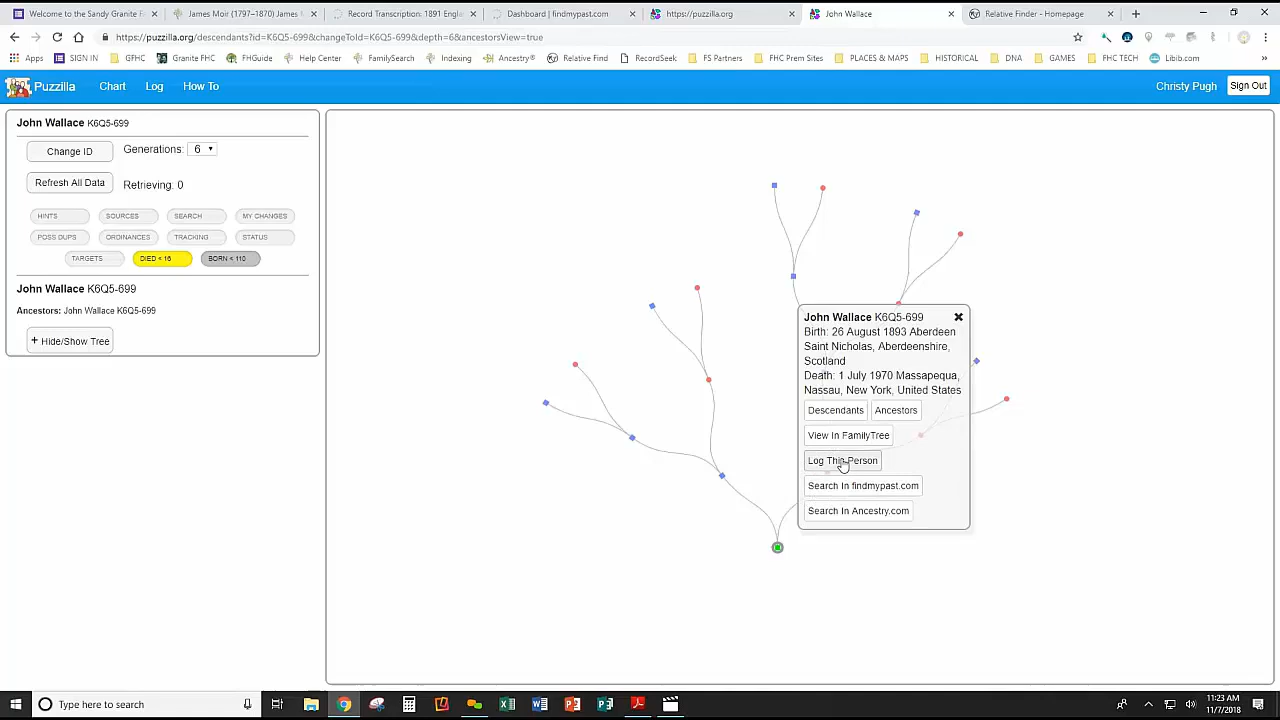 Welcome to the Sandy Granite F
James Moir (1797–1870) James
Record Transcription: 1891 Engl
Dashboard | findmypast.com
https://puzzilla.org
John Wallace
Relative Finder - Homepage
https://puzzilla.org/descendants?id=K6Q5-699&changeToId=K6Q5-699&depth=6&ancestorsView=true
Apps
SIGN IN
GFHC
Granite FHC
FHGuide
Help Center
FamilySearch
Indexing
Ancestry®
Relative Find
RecordSeek
FS Partners
FHC Prem Sites
PLACES & MAPS
HISTORICAL
DNA
GAMES
FHC TECH
Libib.com
Puzzilla
Chart
Log
How To
Christy Pugh
Sign Out
John Wallace K6Q5-699
Change ID
Generations: 6
Refresh All Data
Retrieving: 0
HINTS
SOURCES
SEARCH
MY CHANGES
POSS DUPS
ORDINANCES
TRACKING
STATUS
TARGETS
DIED < 16
BORN < 110
John Wallace K6Q5-699
Ancestors: John Wallace K6Q5-699
+ Hide/Show Tree
John Wallace K6Q5-699
Birth: 26 August 1893 Aberdeen
Saint Nicholas, Aberdeenshire,
Scotland
Death: 1 July 1970 Massapequa,
Nassau, New York, United States
Descendants
Ancestors
View In FamilyTree
Log This Person
Search In findmypast.com
Search In Ancestry.com
Type here to search
11:23 AM
11/7/2018